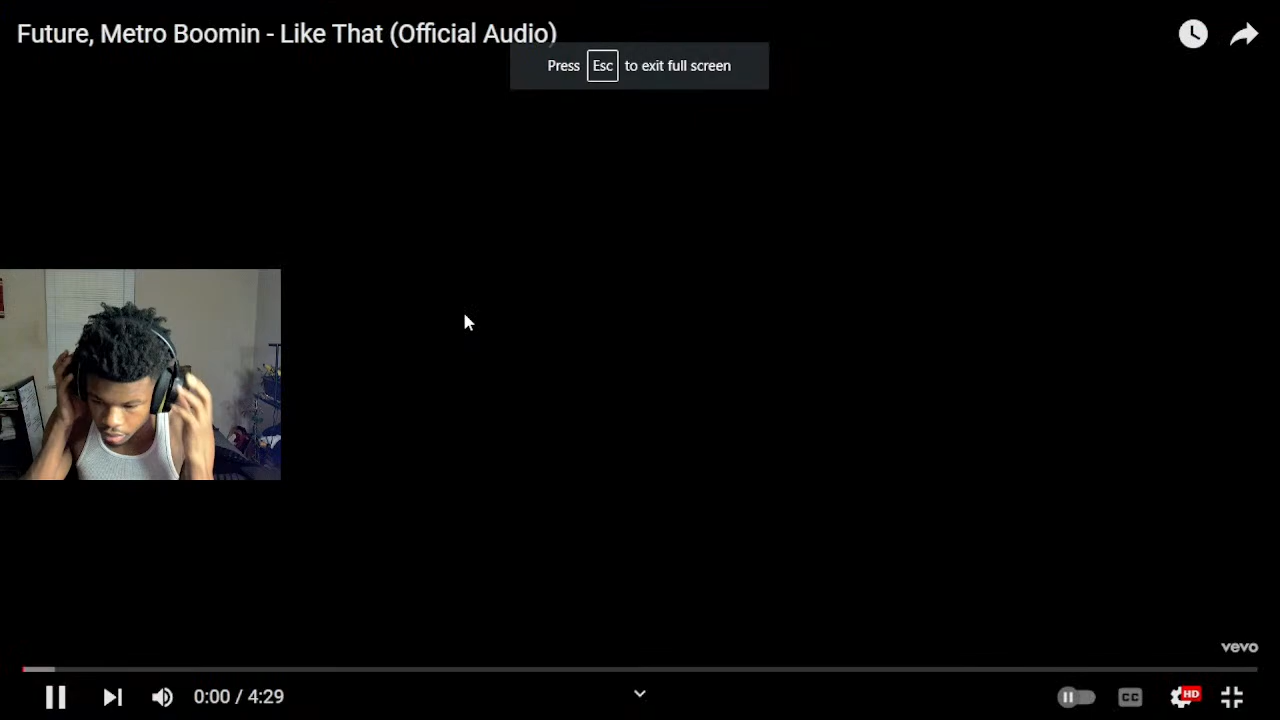 Future, Metro Boomin - Like That (Official Audio)
Press Esc to exit full screen
vevo
0:00 / 4:29
CC
HD